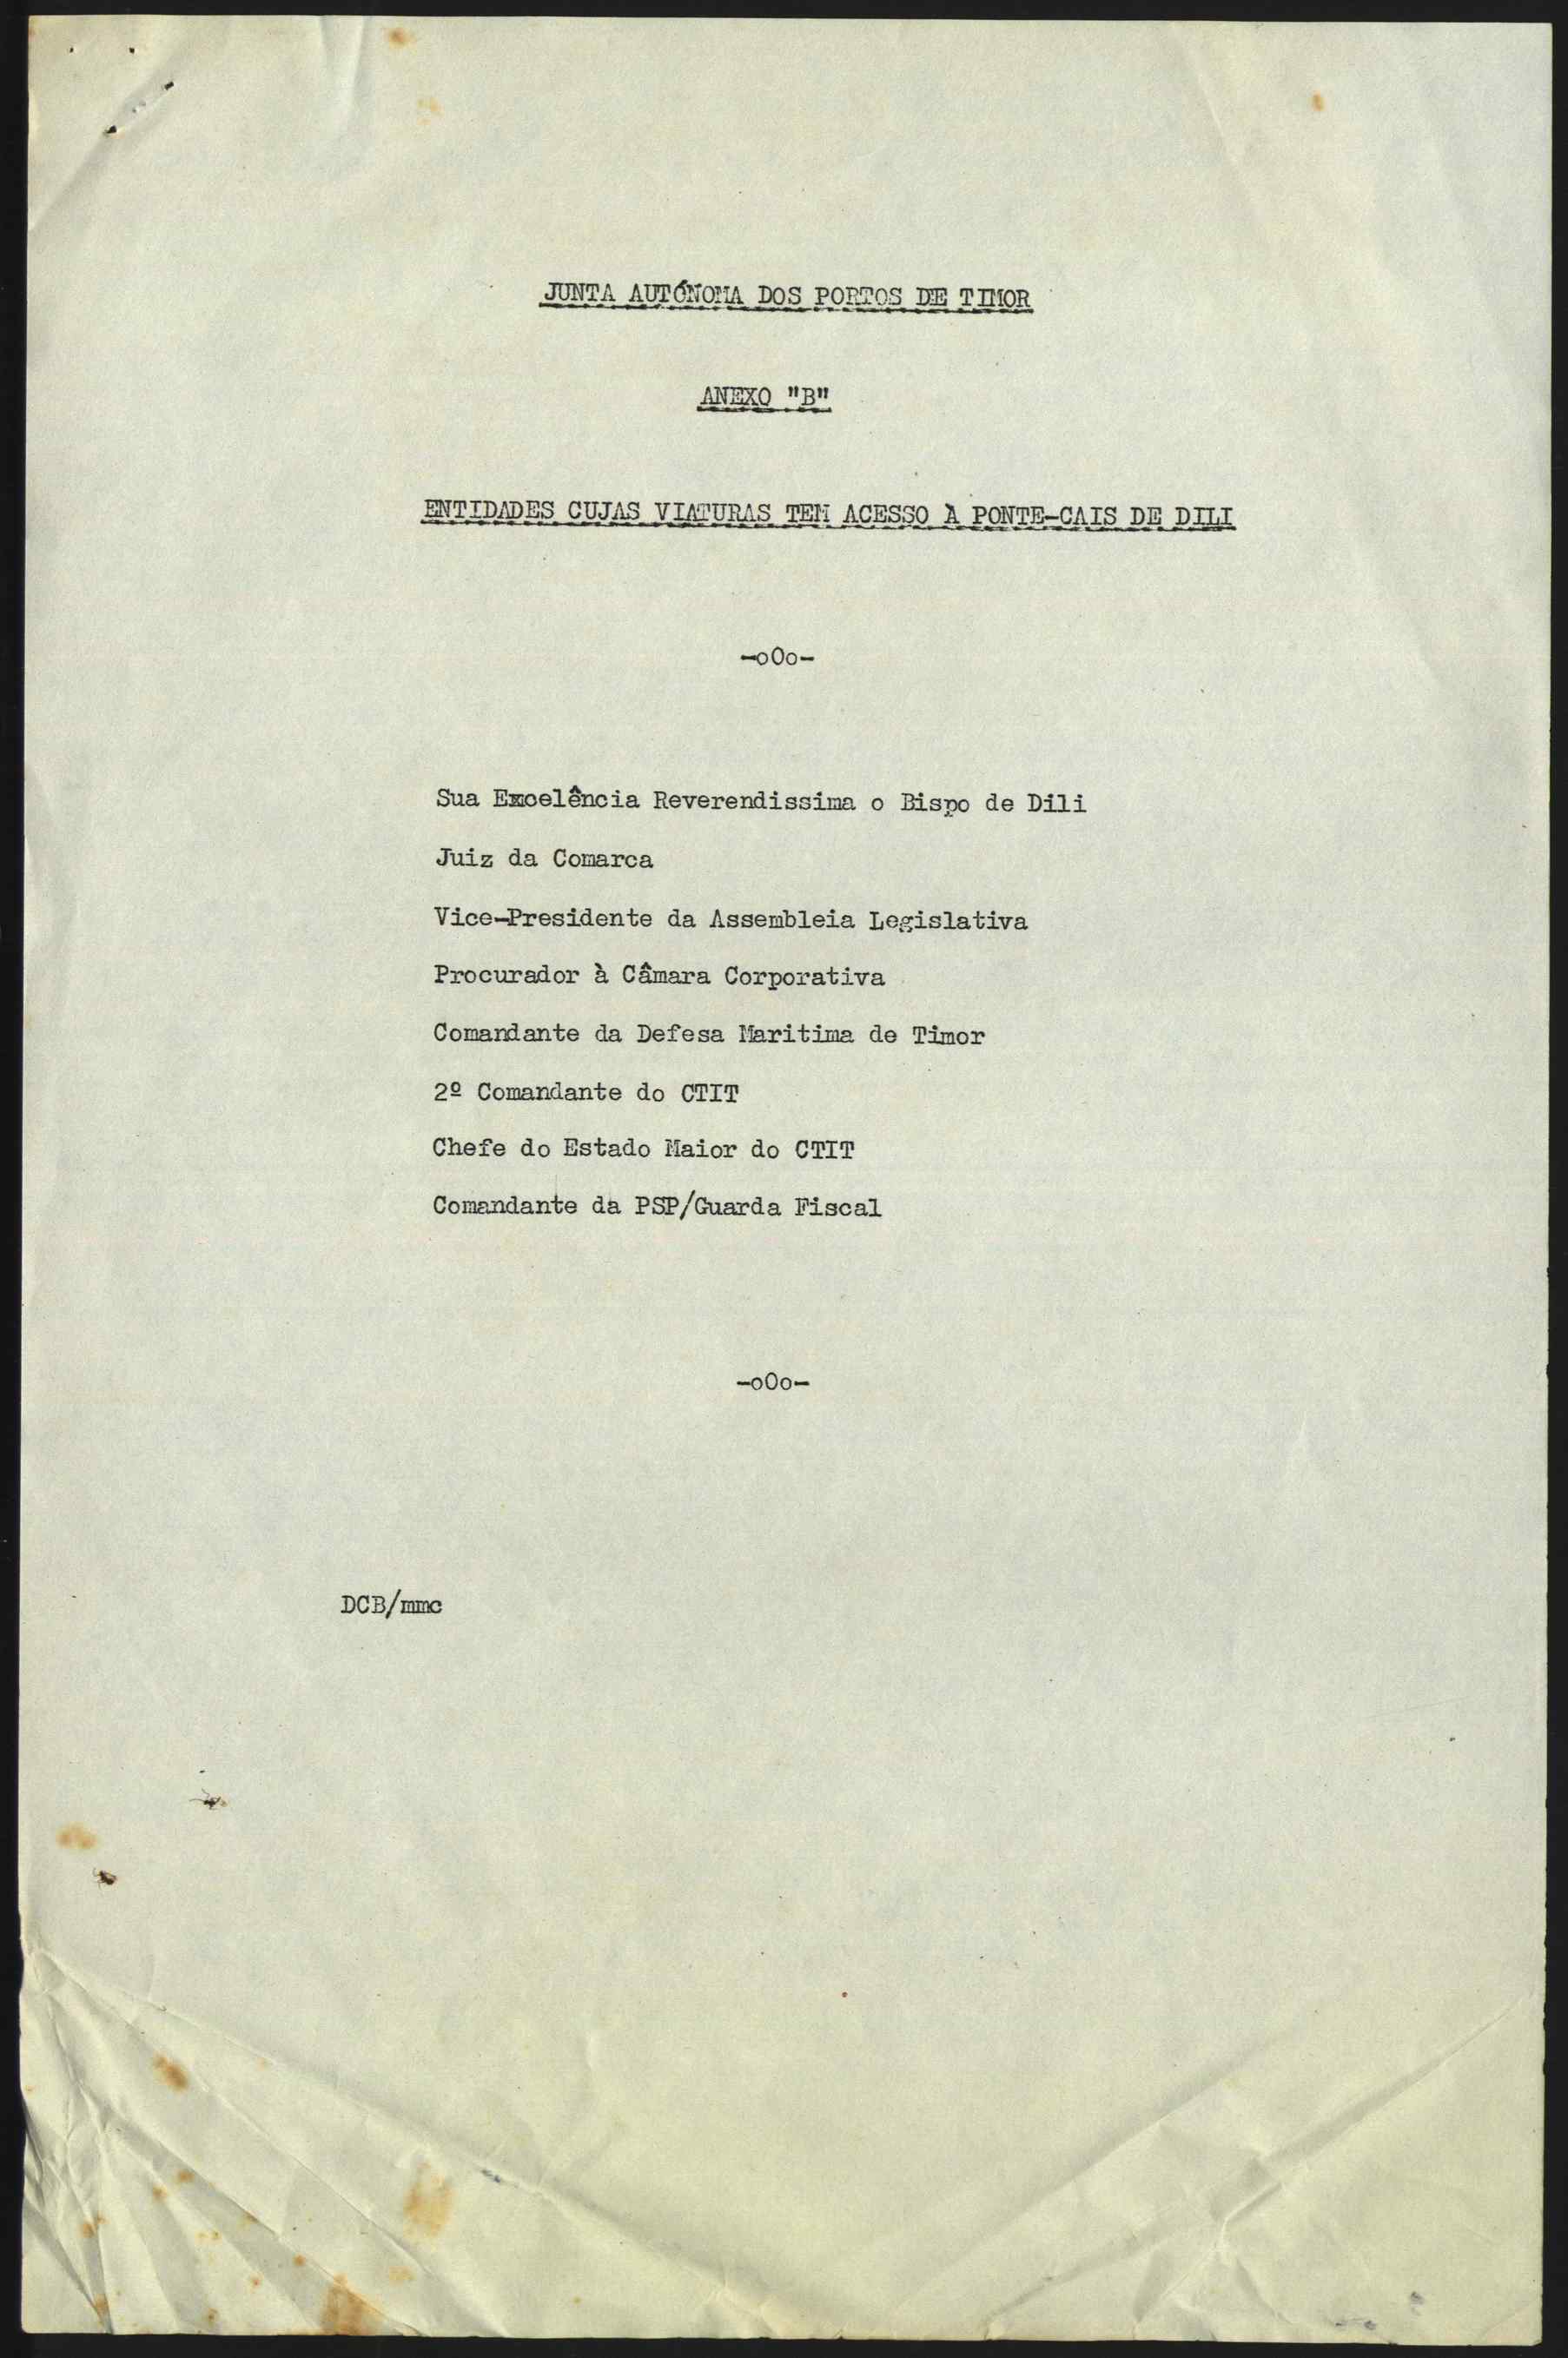 JUNTA AUTÓNOMA DOS PORTOS DE TIMOR
ANEXO "B"
ENTIDADES CUJAS VIATURAS TEM ACESSO À PONTE-CAIS DE DILI
-oOo-
Sua Excelência Reverendissima o Bispo de Dili
Juiz da Comarca
Vice-Presidente da Assembleia Legislativa
Procurador à Câmara Corporativa
Comandante da Defesa Maritima de Timor
2º Comandante do CTIT
Chefe do Estado Maior do CTIT
Comandante da PSP/Guarda Fiscal
-oOo-
DCB/mmc